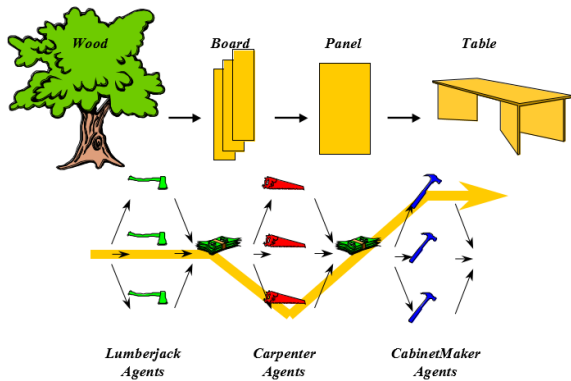 Wood
Board
Panel
Table
Lumberjack
Agents
Carpenter
Agents
CabinetMaker
Agents